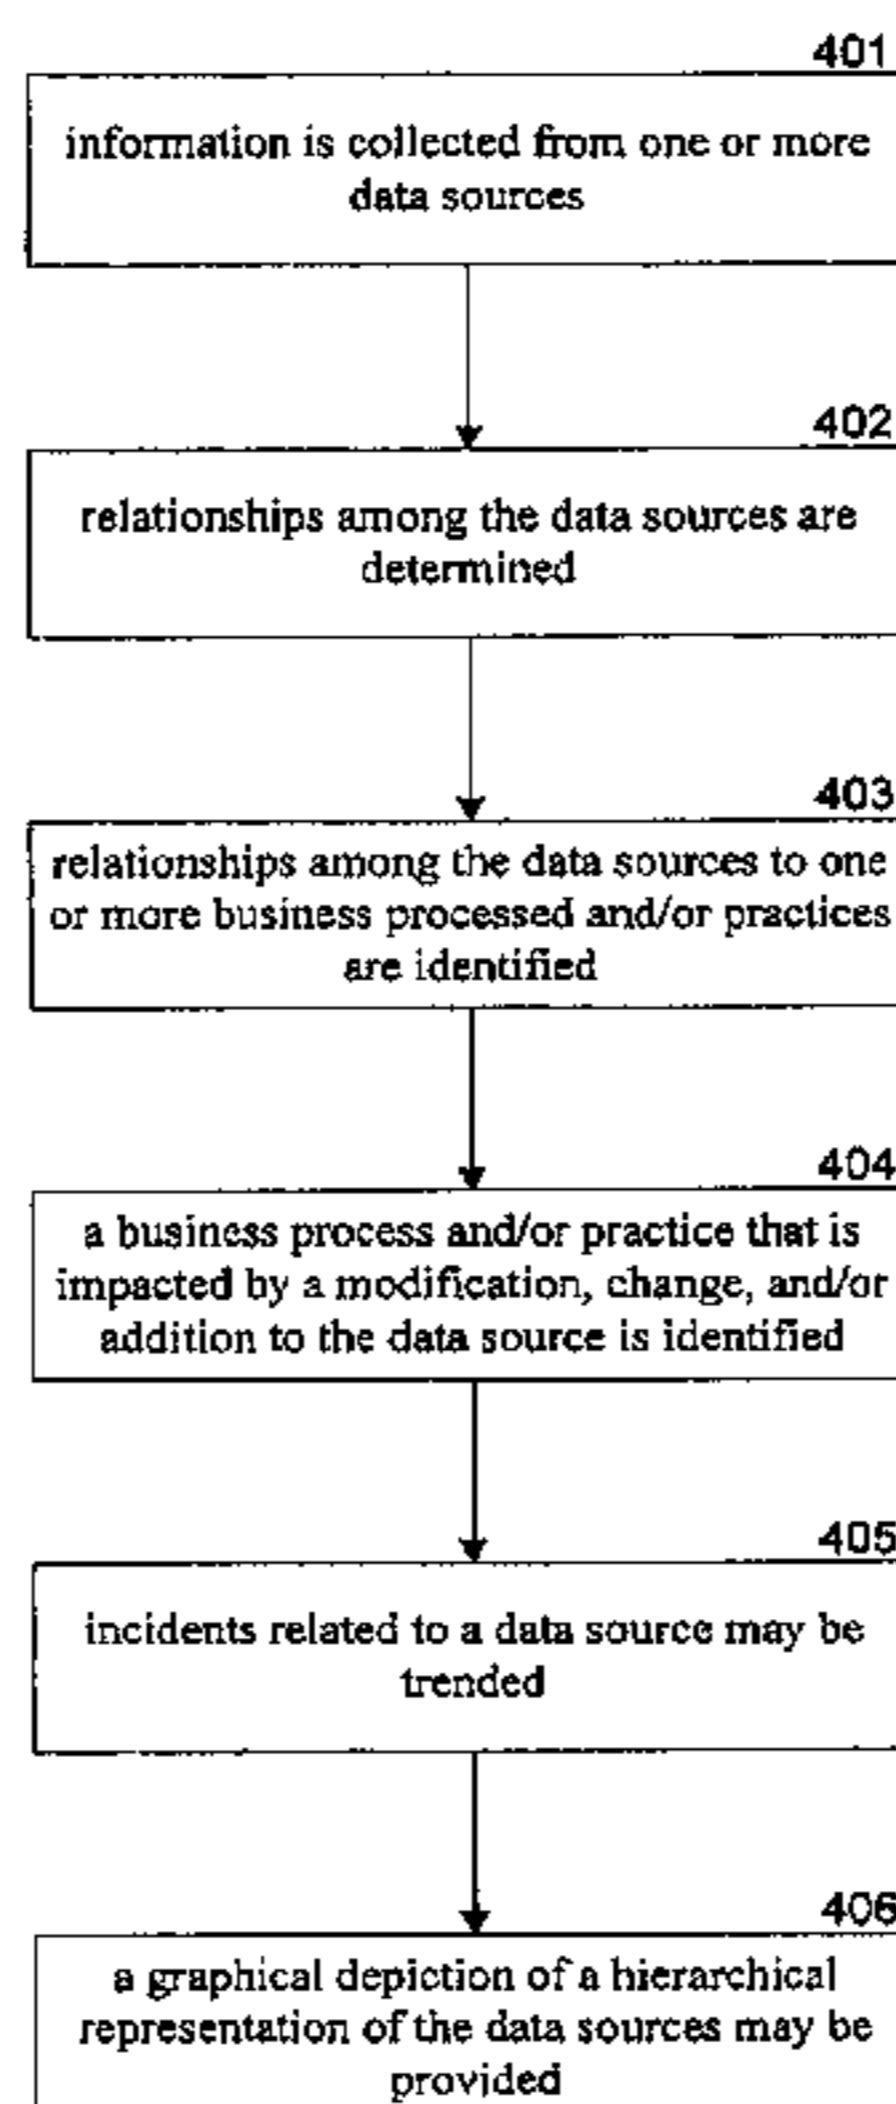 401
information is collected from one or more
data sources
402
relationships among the data sources are
determined
403
relationships among the data sources to one
or more business processed and/or practices
are identified
404
a business process and/or practice that is
impacted by a modification, change, and/or
addition to the data source is identified
405
incidents related to a data source may be
trended
406
a graphical depiction of a hierarchical
representation of the data sources may be
provided